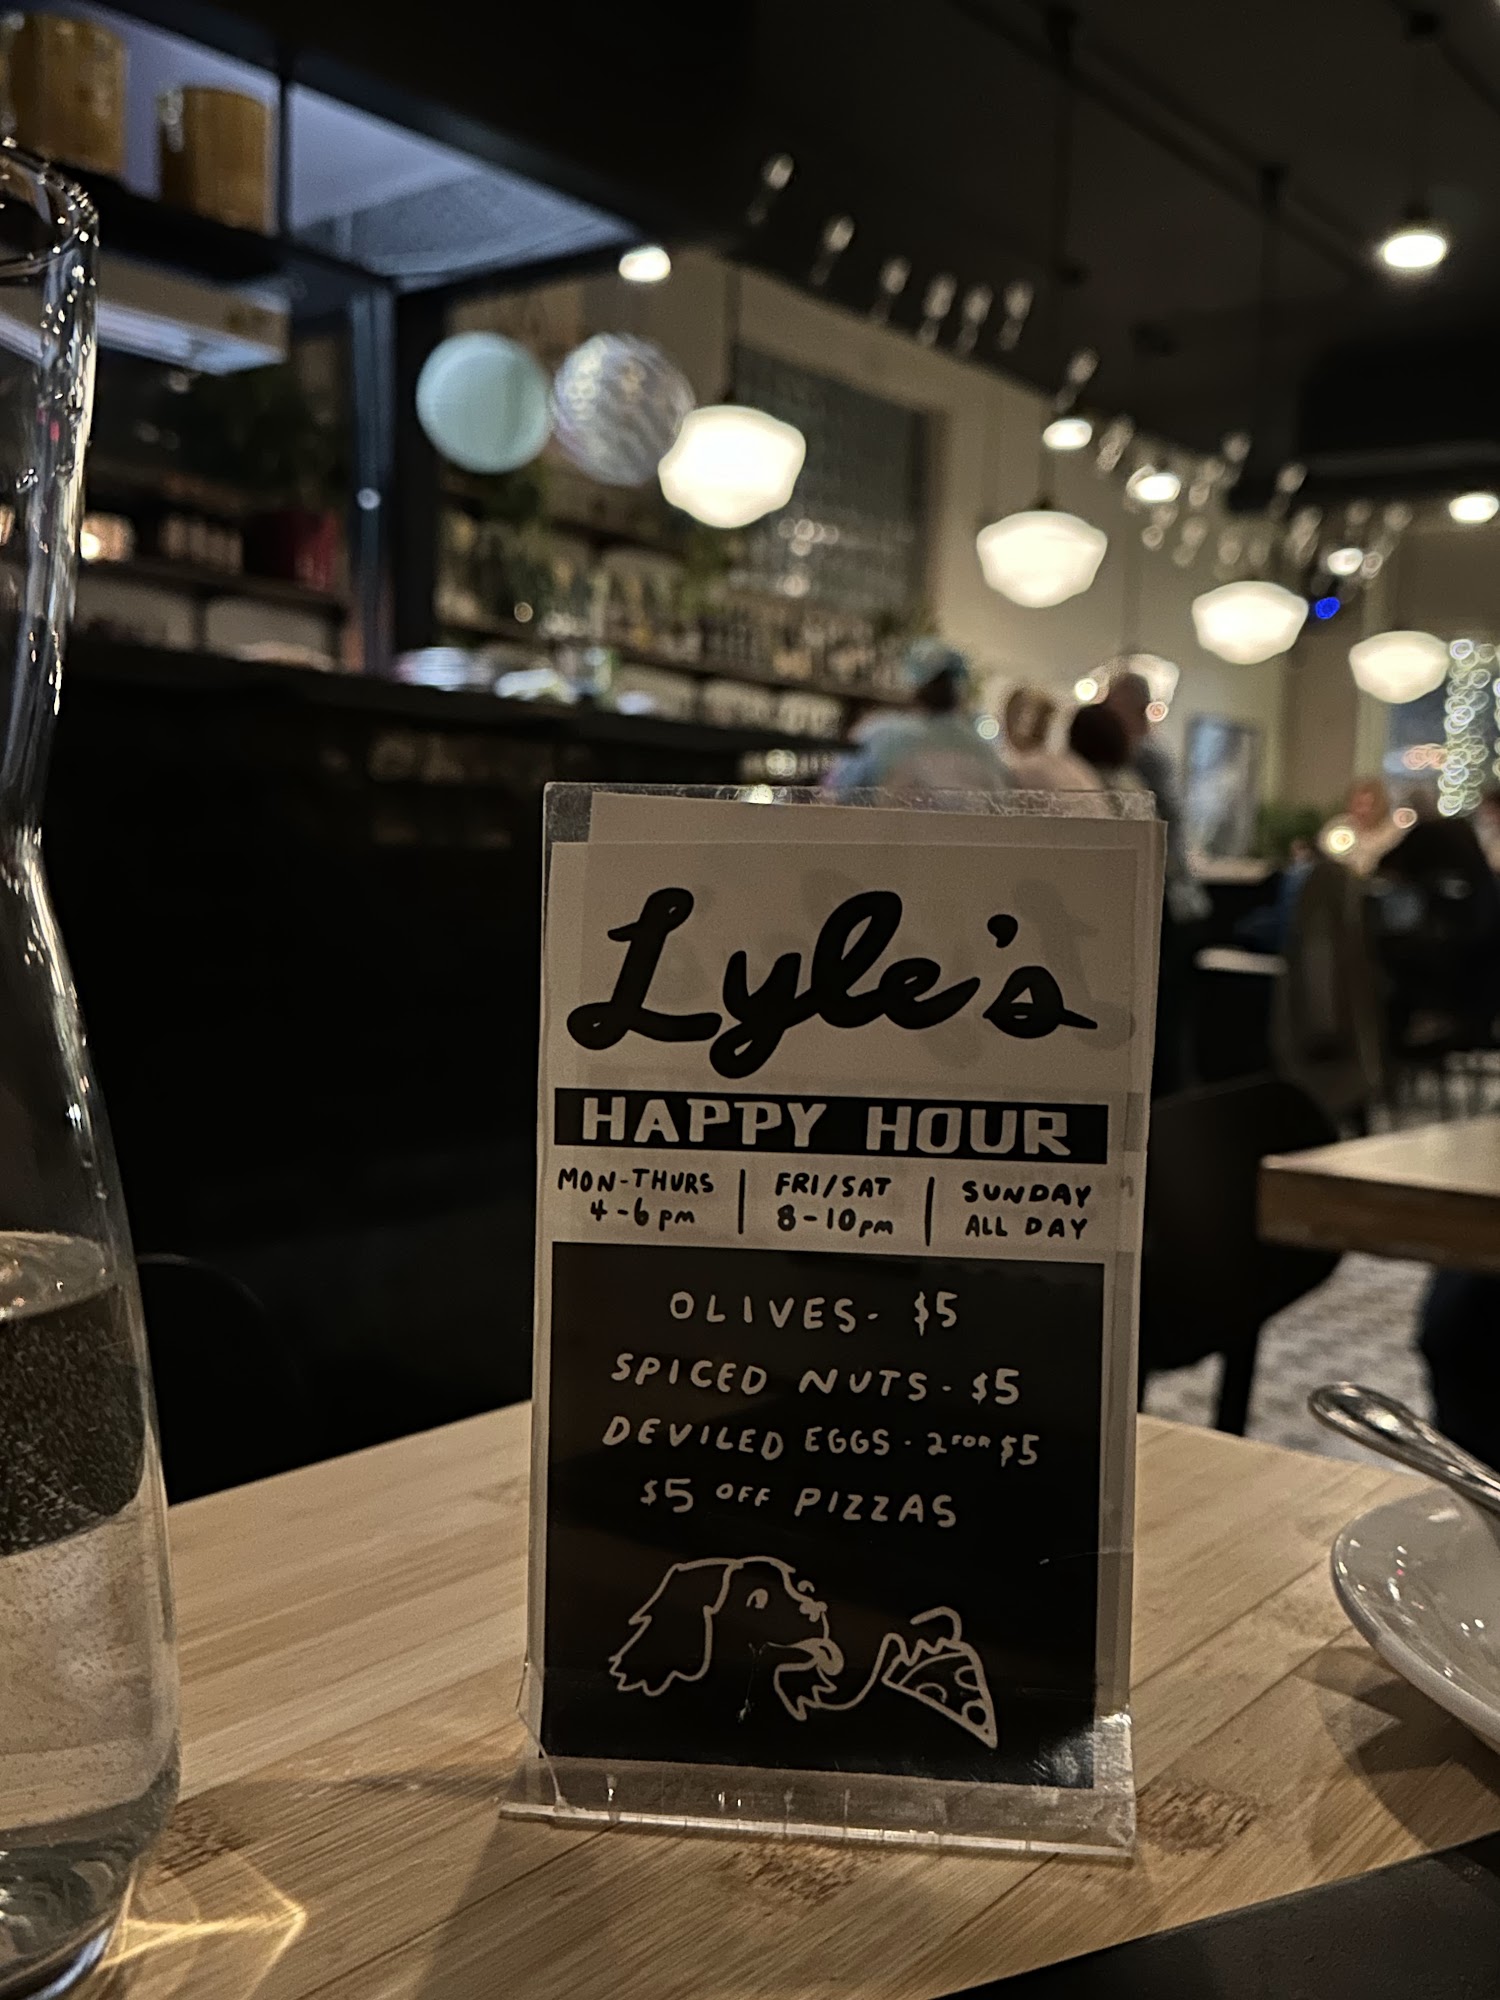 Lyle's
HAPPY HOUR
MON-THURS
4-6pm
FRI/SAT
8-10pm
SUNDAY
ALL DAY
OLIVES- $5
SPICED NUTS- $5
DEVILED EGGS- 2 FOR $5
$5 OFF PIZZAS